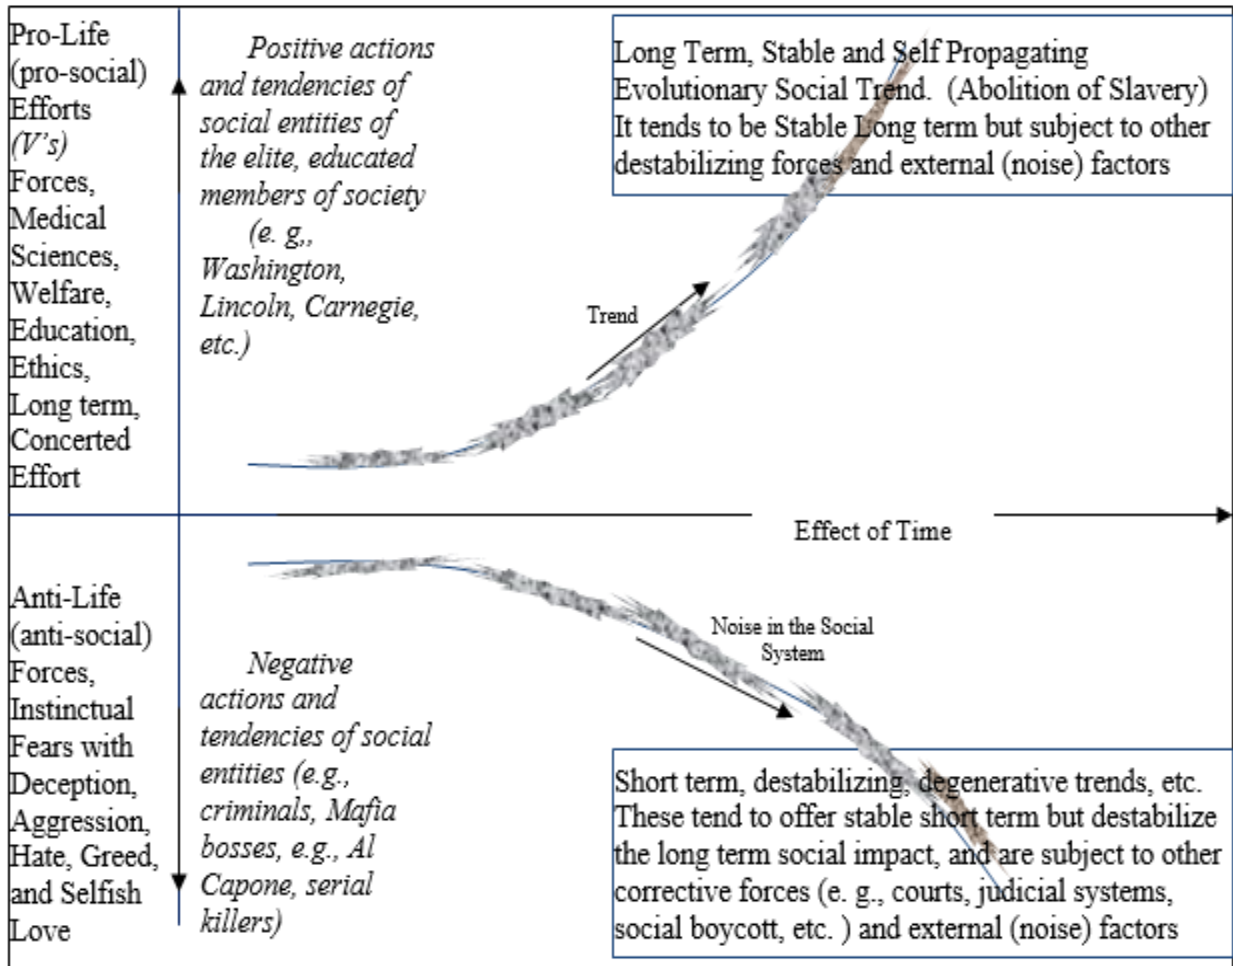 Pro-Life
(pro-social)
Efforts
(V's)
Forces,
Medical
Sciences,
Welfare,
Education,
Ethics,
Long term,
Concerted
Effort
Positive actions
and tendencies of
social entities of
the elite, educated
members of society
(e. g,,
Washington,
Lincoln, Carnegie,
etc.)
Long Term, Stable and Self Propagating
Evolutionary Social Trend.  (Abolition of Slavery)
It tends to be Stable Long term but subject to other
destabilizing forces and external (noise) factors
Trend
Effect of Time
Anti-Life
(anti-social)
Forces,
Instinctual
Fears with
Deception,
Aggression,
Hate, Greed,
and Selfish
Love
Negative
actions and
tendencies of social
entities (e.g.,
criminals, Mafia
bosses, e.g., Al
Capone, serial
killers)
Noise in the Social
System
Short term, destabilizing, degenerative trends, etc.
These tend to offer stable short term but destabilize
the long term social impact, and are subject to other
corrective forces (e. g., courts, judicial systems,
social boycott, etc. ) and external (noise) factors